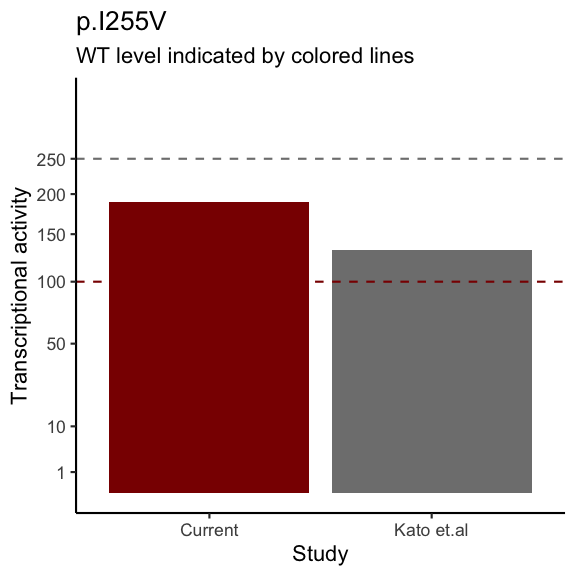 p.I255V
WT level indicated by colored lines
Transcriptional activity
250
200
150
100
50
10
1
Current
Kato et.al
Study